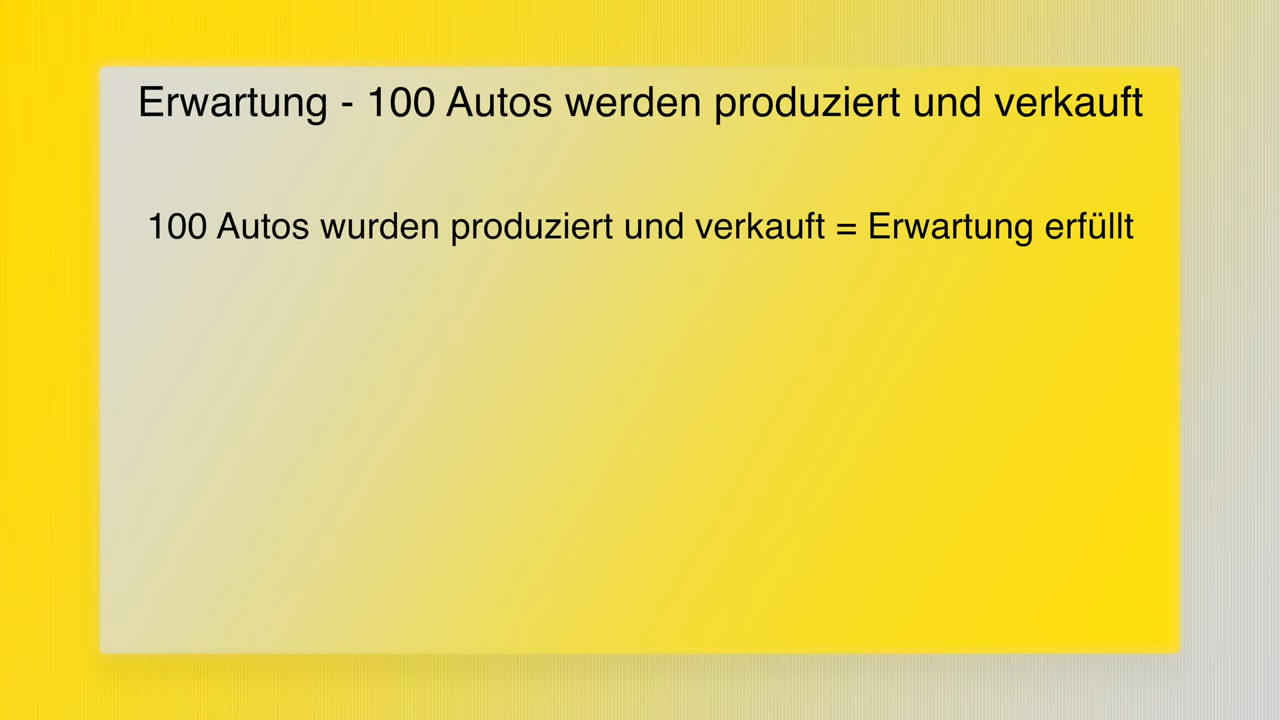 Erwartung - 100 Autos werden produziert und verkauft
100 Autos wurden produziert und verkauft = Erwartung erfüllt